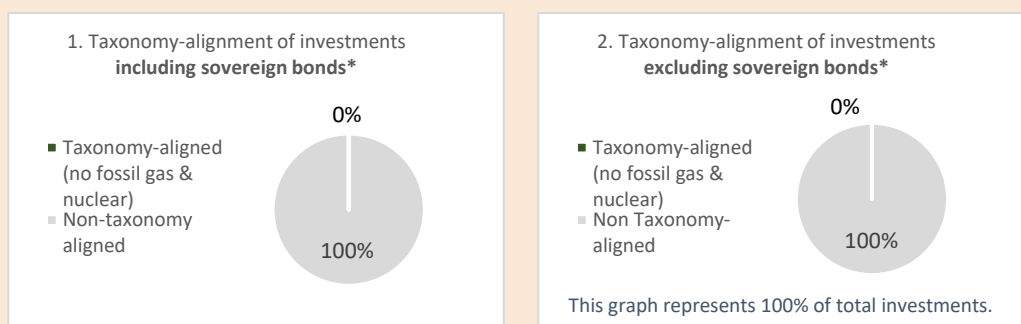 1. Taxonomy-alignment of investments
including sovereign bonds*
0%
Taxonomy-aligned
(no fossil gas &
nuclear)
Non-taxonomy
aligned
100%
2. Taxonomy-alignment of investments
excluding sovereign bonds*
0%
Taxonomy-aligned
(no fossil gas &
nuclear)
Non Taxonomy-
aligned
100%
This graph represents 100% of total investments.